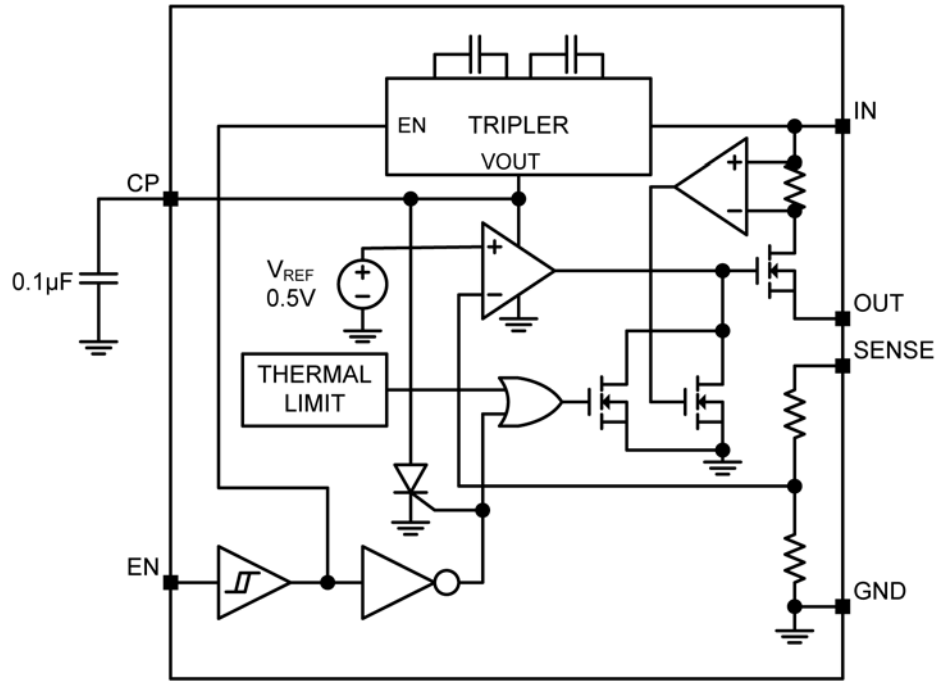 IN
EN
TRIPLER
VOUT
CP
+
−
0.1µF
VREF
0.5V
+
−
+
−
OUT
SENSE
THERMAL
LIMIT
EN
GND